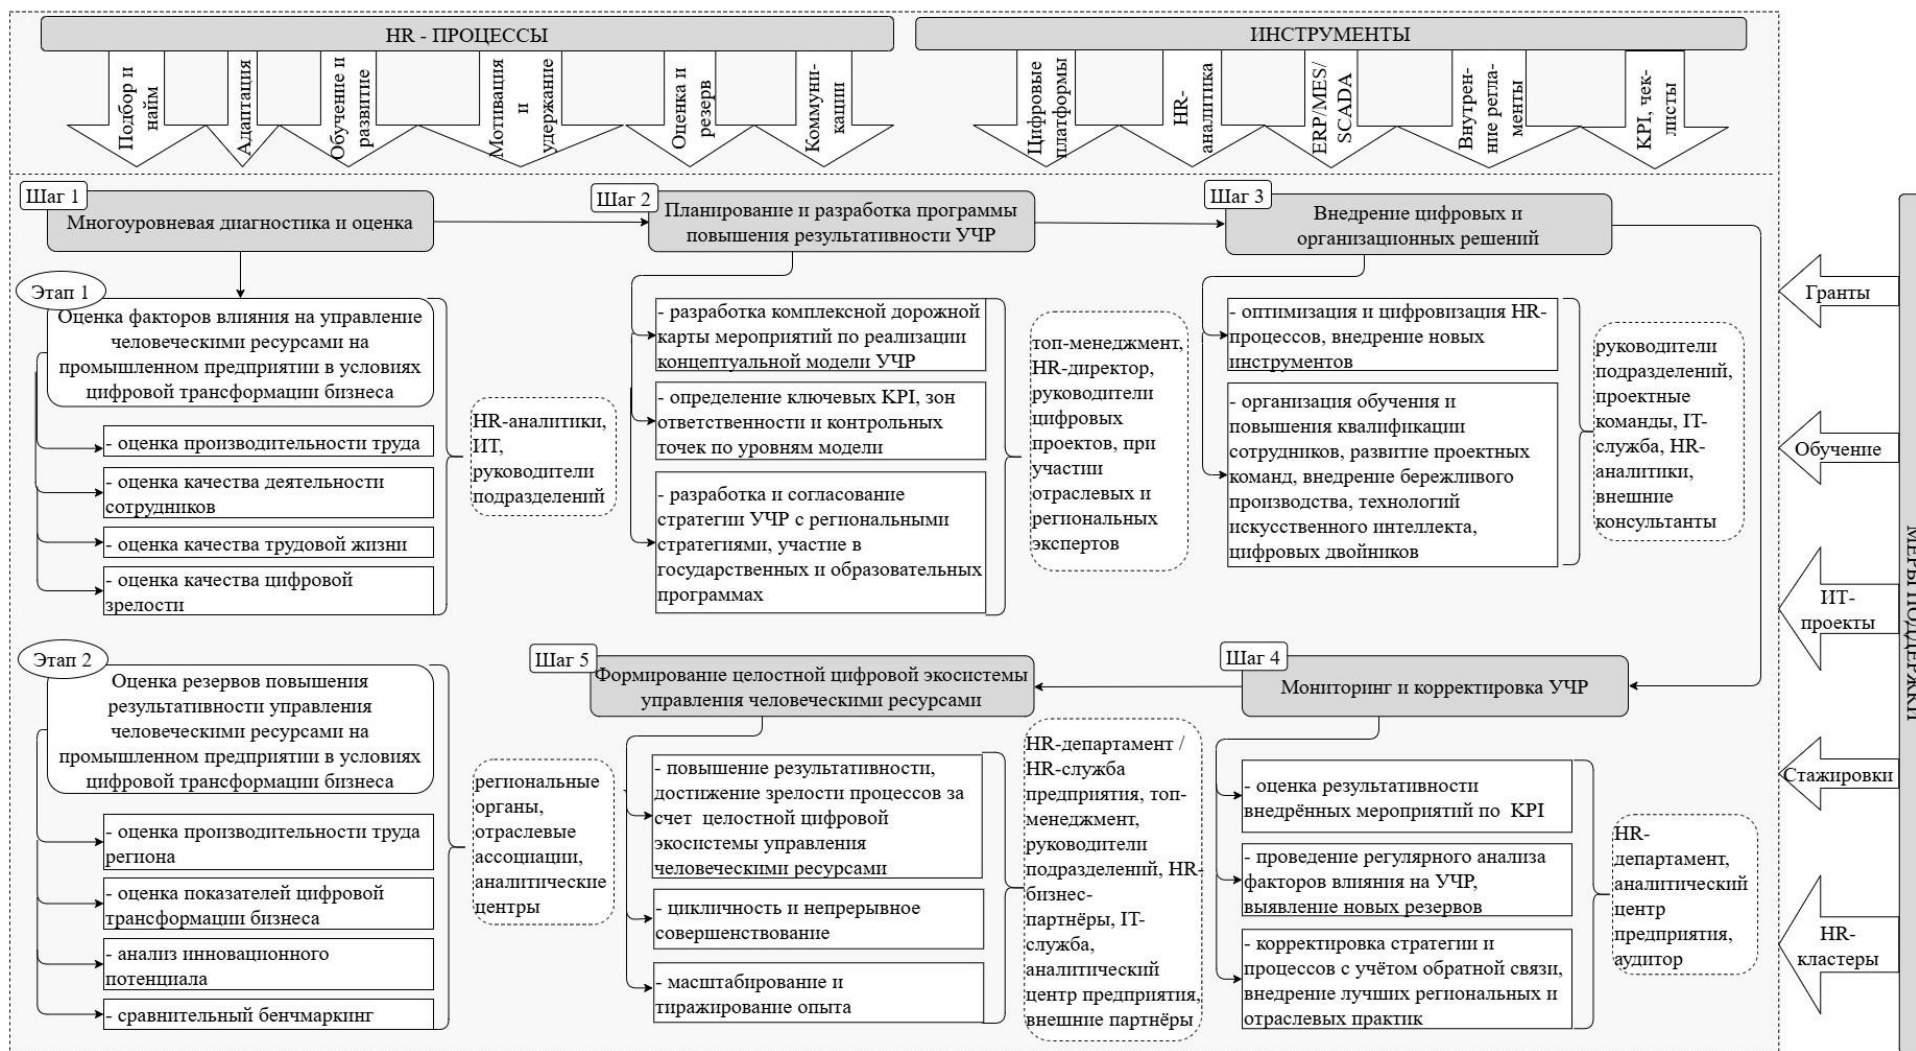 HR - ПРОЦЕССЫ
Подбор и
найм
Адаптация
Обучение и
развитие
Мотивация
и
удержание
Оценка и
резерв
Коммуни-
кации
ИНСТРУМЕНТЫ
Цифровые
платформы
HR-
аналитика
ERP/MES/
SCADA
Внутрен-
ние регла-
менты
KPI, чек-
листы
Шаг 1
Многоуровневая диагностика и оценка
Этап 1
Оценка факторов влияния на управление
человеческими ресурсами на
промышленном предприятии в условиях
цифровой трансформации бизнеса
- оценка производительности труда
- оценка качества деятельности
сотрудников
- оценка качества трудовой жизни
- оценка качества цифровой
зрелости
HR-аналитики,
ИТ,
руководители
подразделений
Этап 2
Оценка резервов повышения
результативности управления
человеческими ресурсами на
промышленном предприятии в условиях
цифровой трансформации бизнеса
- оценка производительности труда
региона
- оценка показателей цифровой
трансформации бизнеса
- анализ инновационного
потенциала
- сравнительный бенчмаркинг
региональные
органы,
отраслевые
ассоциации,
аналитические
центры
Шаг 2
Планирование и разработка программы
повышения результативности УЧР
- разработка комплексной дорожной
карты мероприятий по реализации
концептуальной модели УЧР
- определение ключевых KPI, зон
ответственности и контрольных
точек по уровням модели
- разработка и согласование
стратегии УЧР с региональными
стратегиями, участие в
государственных и образовательных
программах
топ-менеджмент,
HR-директор,
руководители
цифровых
проектов, при
участии
отраслевых и
региональных
экспертов
Шаг 3
Внедрение цифровых и
организационных решений
- оптимизация и цифровизация HR-
процессов, внедрение новых
инструментов
- организация обучения и
повышения квалификации
сотрудников, развитие проектных
команд, внедрение бережливого
производства, технологий
искусственного интеллекта,
цифровых двойников
руководители
подразделений,
проектные
команды, IT-
служба, HR-
аналитики,
внешние
консультанты
Шаг 4
Мониторинг и корректировка УЧР
- оценка результативности
внедрённых мероприятий по KPI
- проведение регулярного анализа
факторов влияния на УЧР,
выявление новых резервов
- корректировка стратегии и
процессов с учётом обратной связи,
внедрение лучших региональных и
отраслевых практик
HR-
департамент,
аналитический
центр
предприятия,
аудитор
Шаг 5
Формирование целостной цифровой экосистемы
управления человеческими ресурсами
- повышение результативности,
достижение зрелости процессов за
счет целостной цифровой
экосистемы управления
человеческими ресурсами
- цикличность и непрерывное
совершенствование
- масштабирование и
тиражирование опыта
HR-департамент /
HR-служба
предприятия, топ-
менеджмент,
руководители
подразделений, HR-
бизнес-
партнёры, IT-
служба,
аналитический
центр предприятия,
внешние партнёры
Гранты
Обучение
ИТ-
проекты
Стажировки
HR-
кластеры
МЕРЫ ПОДДЕРЖКИ